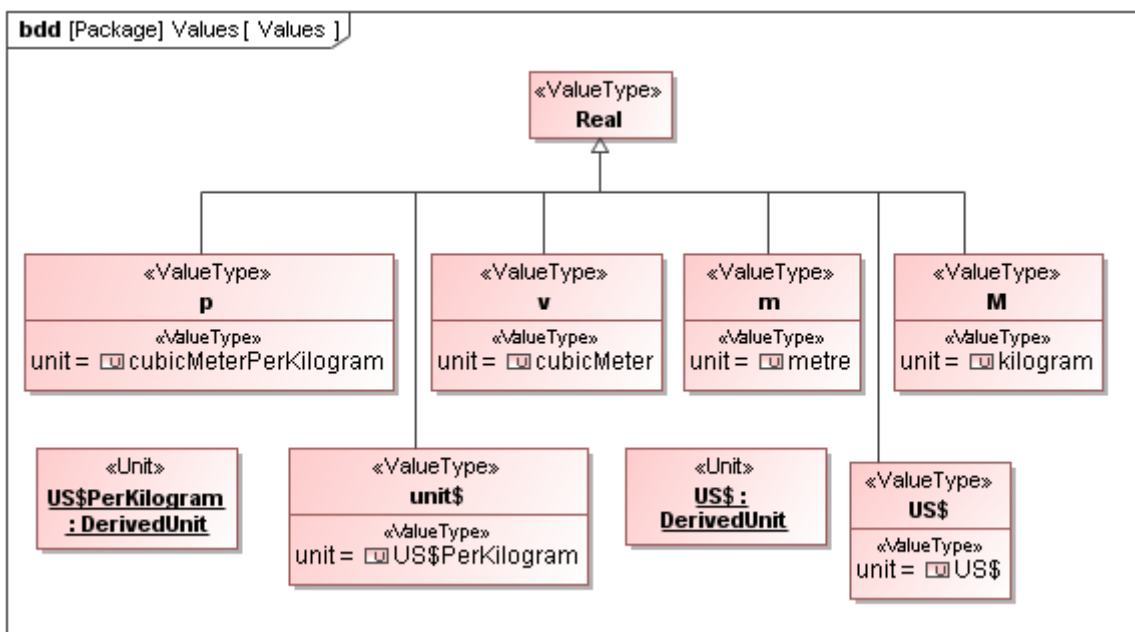 bdd [Package] Values [ Values ]
«ValueType»
Real
«ValueType»
p
«ValueType»
unit = cubicMeterPerKilogram
«ValueType»
v
«ValueType»
unit = cubicMeter
«ValueType»
m
«ValueType»
unit = metre
«ValueType»
M
«ValueType»
unit = kilogram
«Unit»
US$PerKilogram
: DerivedUnit
«ValueType»
unit$
«ValueType»
unit = US$PerKilogram
«Unit»
US$ :
DerivedUnit
«ValueType»
US$
«ValueType»
unit = US$